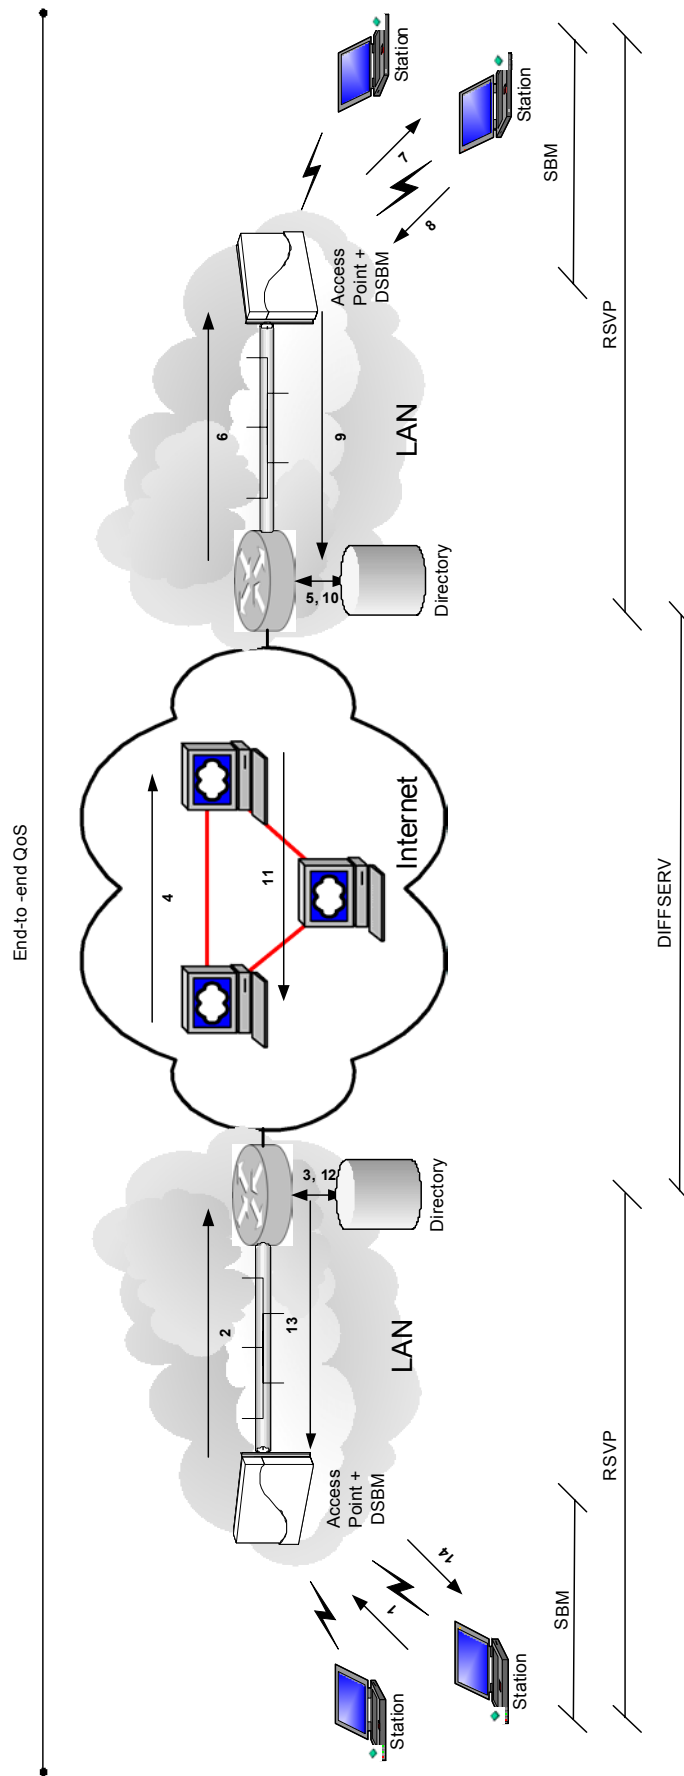 End-to -end QoS
Station
Station
1
14
Access
Point +
DSBM
2
13
LAN
3, 12
Directory
4
11
Internet
5, 10
Directory
6
9
LAN
Access
Point +
DSBM
7
8
Station
Station
SBM
SBM
RSVP
RSVP
DIFFSERV